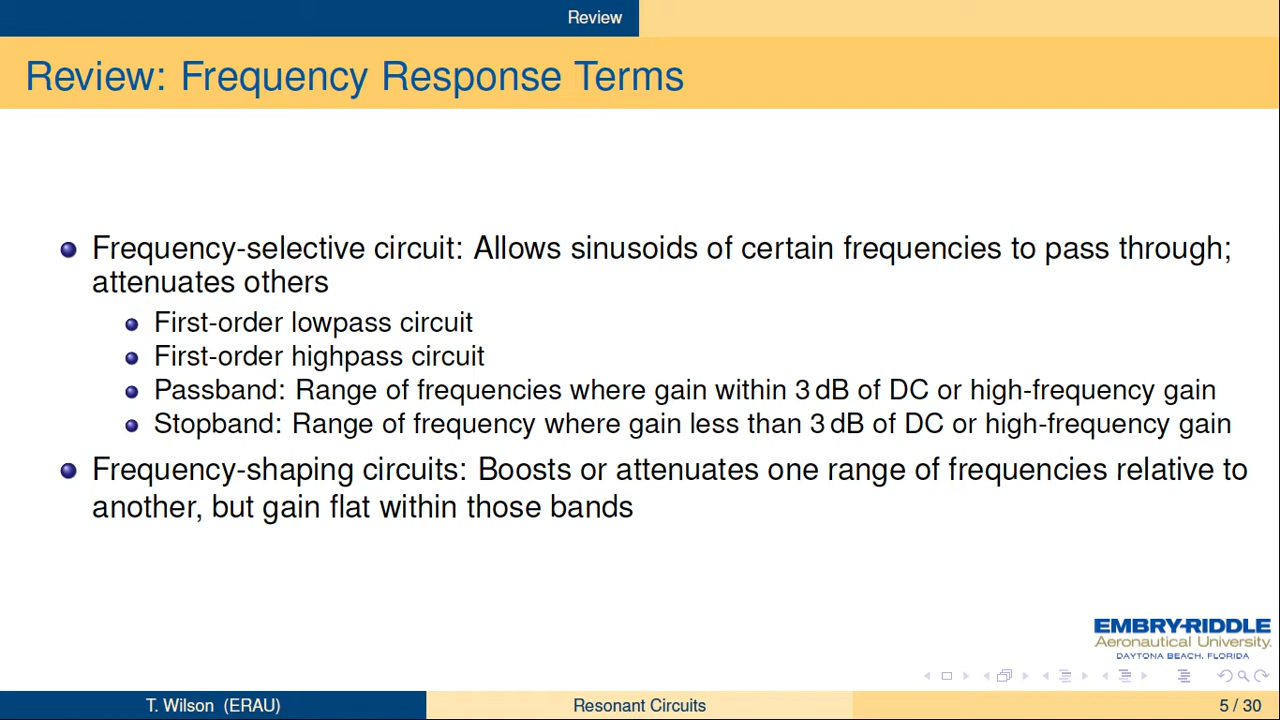 Review
Review: Frequency Response Terms
Frequency-selective circuit: Allows sinusoids of certain frequencies to pass through;
attenuates others
First-order lowpass circuit
First-order highpass circuit
Passband: Range of frequencies where gain within 3 dB of DC or high-frequency gain
Stopband: Range of frequency where gain less than 3 dB of DC or high-frequency gain
Frequency-shaping circuits: Boosts or attenuates one range of frequencies relative to
another, but gain flat within those bands
EMBRY-RIDDLE
Aeronautical University.
DAYTONA BEACH, FLORIDA
T. Wilson (ERAU)
Resonant Circuits
5 / 30